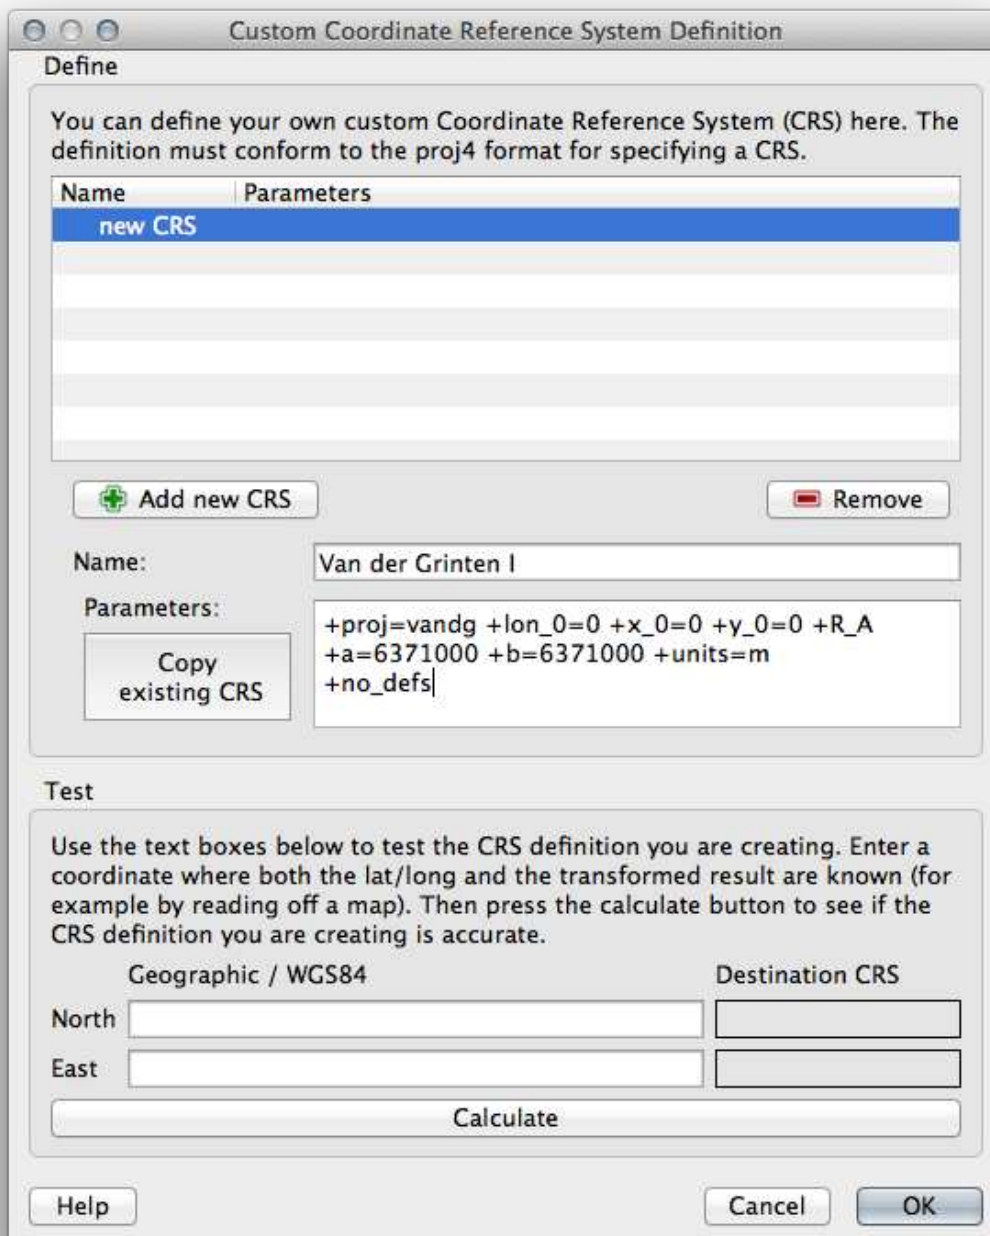 Custom Coordinate Reference System Definition
Define
You can define your own custom Coordinate Reference System (CRS) here. The
definition must conform to the proj4 format for specifying a CRS.
Name Parameters
new CRS
Add new CRS
Remove
Name:
Van der Grinten I
Parameters:
Copy
existing CRS
+proj=vandg +lon_0=0 +x_0=0 +y_0=0 +R_A
+a=6371000 +b=6371000 +units=m
+no_defs
Test
Use the text boxes below to test the CRS definition you are creating. Enter a
coordinate where both the lat/long and the transformed result are known (for
example by reading off a map). Then press the calculate button to see if the
CRS definition you are creating is accurate.
Geographic / WGS84 Destination CRS
North
East
Calculate
Help
Cancel
OK